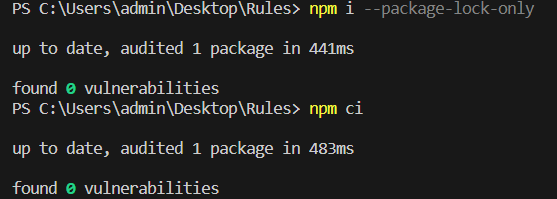 PS C:\Users\admin\Desktop\Rules> npm i --package-lock-only
up to date, audited 1 package in 441ms
found 0 vulnerabilities
PS C:\Users\admin\Desktop\Rules> npm ci
up to date, audited 1 package in 483ms
found 0 vulnerabilities